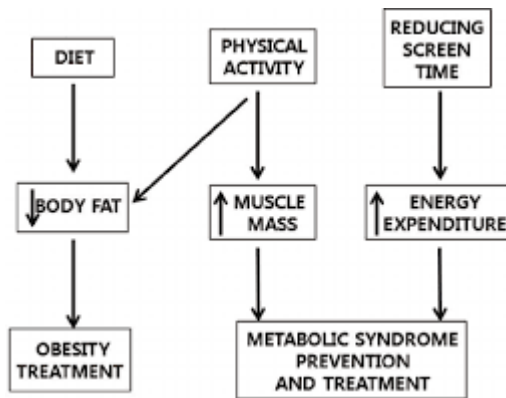 DIET
PHYSICAL
ACTIVITY
REDUCING
SCREEN
TIME
BODY FAT
MUSCLE
MASS
ENERGY
EXPENDITURE
OBESITY
TREATMENT
METABOLIC SYNDROME
PREVENTION
AND TREATMENT